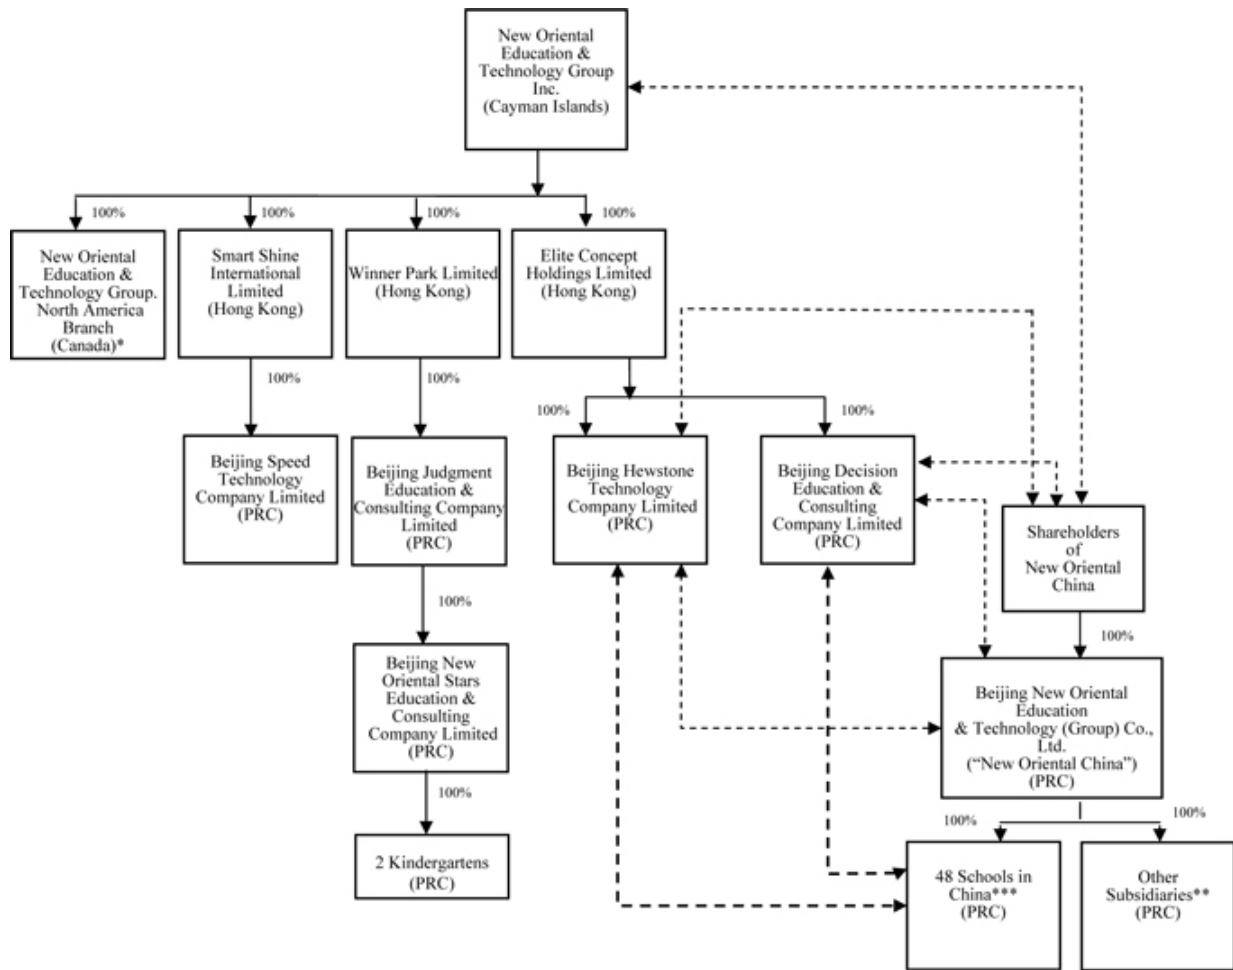 New Oriental
Education &
Technology Group
Inc.
(Cayman Islands)
100%
100%
100%
100%
New Oriental
Education &
Technology Group.
North America
Branch
(Canada)*
Smart Shine
International
Limited
(Hong Kong)
Winner Park Limited
(Hong Kong)
Elite Concept
Holdings Limited
(Hong Kong)
100%
100%
100%
100%
Beijing Speed
Technology
Company Limited
(PRC)
Beijing Judgment
Education &
Consulting Company
Limited
(PRC)
Beijing Hewstone
Technology
Company Limited
(PRC)
Beijing Decision
Education &
Consulting
Company Limited
(PRC)
Shareholders
of
New Oriental
China
100%
100%
Beijing New
Oriental Stars
Education &
Consulting
Company Limited
(PRC)
Beijing New Oriental
Education
& Technology (Group) Co.,
Ltd.
(“New Oriental China”)
(PRC)
100%
100%
100%
2 Kindergartens
(PRC)
48 Schools in
China***
(PRC)
Other
Subsidiaries**
(PRC)